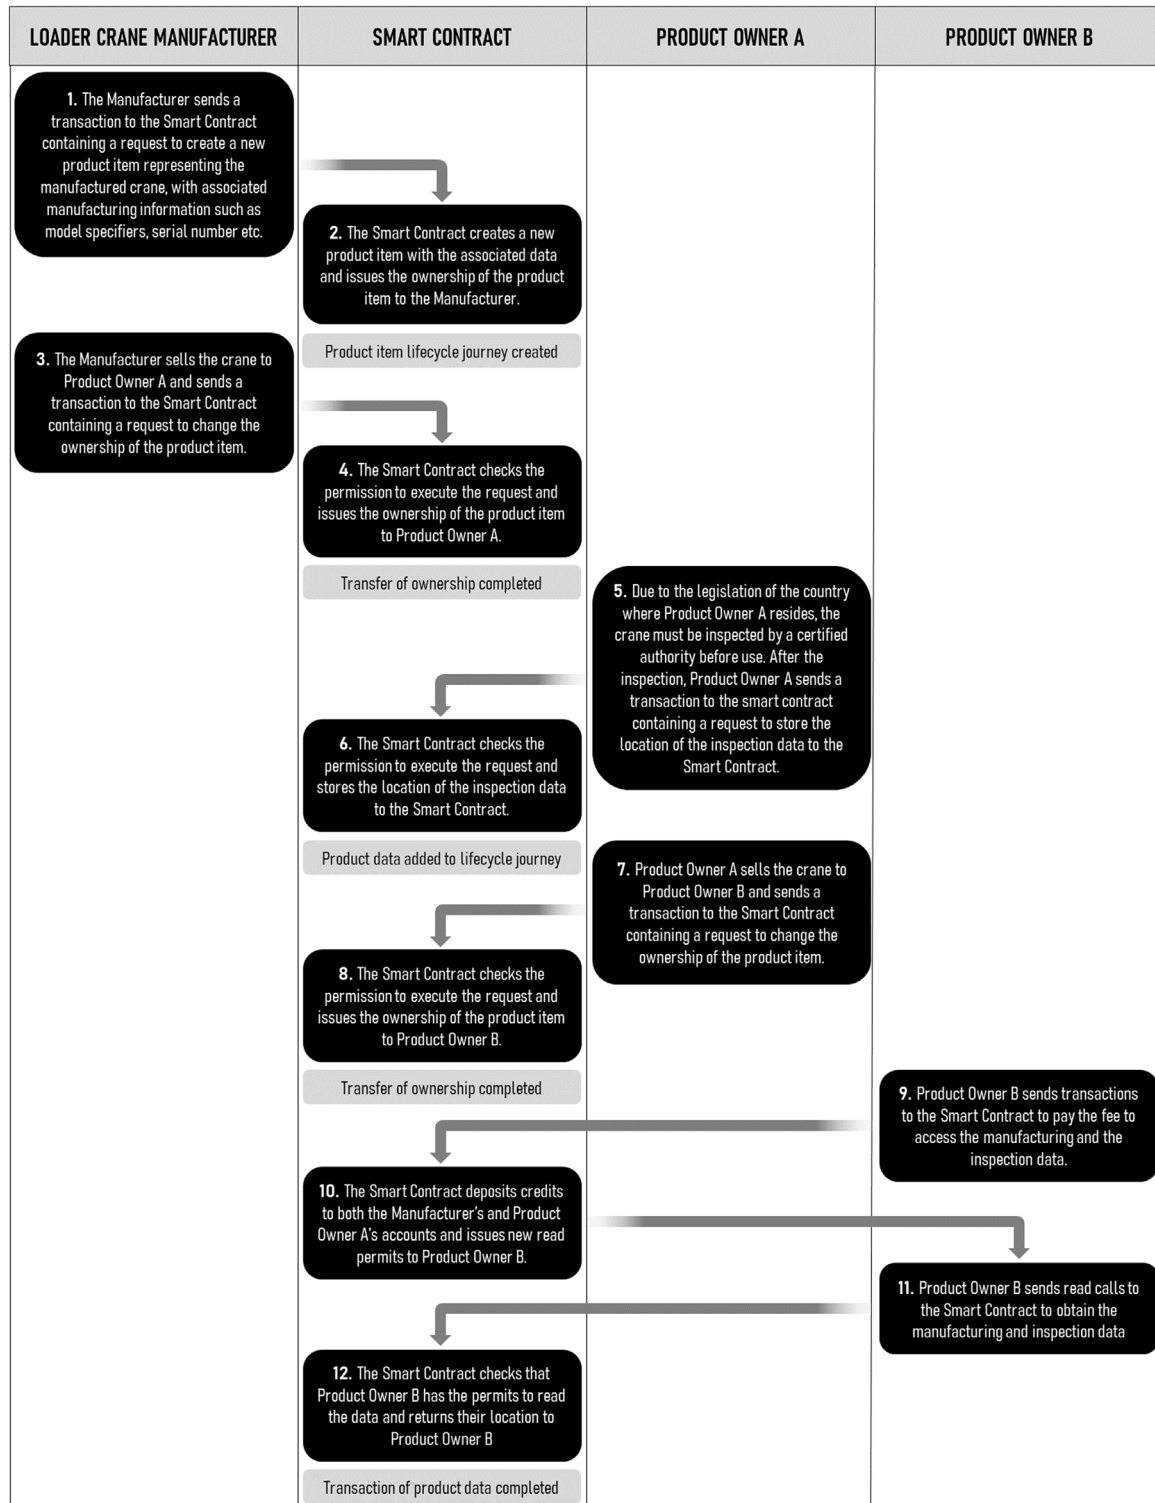 LOADER CRANE MANUFACTURER
SMART CONTRACT
PRODUCT OWNER A
PRODUCT OWNER B
1. The Manufacturer sends a
transaction to the Smart Contract
containing a request to create a new
product item representing the
manufactured crane, with associated
manufacturing information such as
model specifiers, serial number etc.
2. The Smart Contract creates a new
product item with the associated data
and issues the ownership of the product
item to the Manufacturer.
Product item lifecycle journey created
3. The Manufacturer sells the crane to
Product Owner A and sends a
transaction to the Smart Contract
containing a request to change the
ownership of the product item.
4. The Smart Contract checks the
permission to execute the request and
issues the ownership of the product item
to Product Owner A.
Transfer of ownership completed
5. Due to the legislation of the country
where Product Owner A resides, the
crane must be inspected by a certified
authority before use. After the
inspection, Product Owner A sends a
transaction to the smart contract
containing a request to store the
location of the inspection data to the
Smart Contract.
6. The Smart Contract checks the
permission to execute the request and
stores the location of the inspection data
to the Smart Contract.
Product data added to lifecycle journey
7. Product Owner A sells the crane to
Product Owner B and sends a
transaction to the Smart Contract
containing a request to change the
ownership of the product item.
8. The Smart Contract checks the
permission to execute the request and
issues the ownership of the product item
to Product Owner B.
Transfer of ownership completed
9. Product Owner B sends transactions
to the Smart Contract to pay the fee to
access the manufacturing and the
inspection data.
10. The Smart Contract deposits credits
to both the Manufacturer's and Product
Owner A's accounts and issues new read
permits to Product Owner B.
11. Product Owner B sends read calls to
the Smart Contract to obtain the
manufacturing and inspection data
12. The Smart Contract checks that
Product Owner B has the permits to read
the data and returns their location to
Product Owner B
Transaction of product data completed